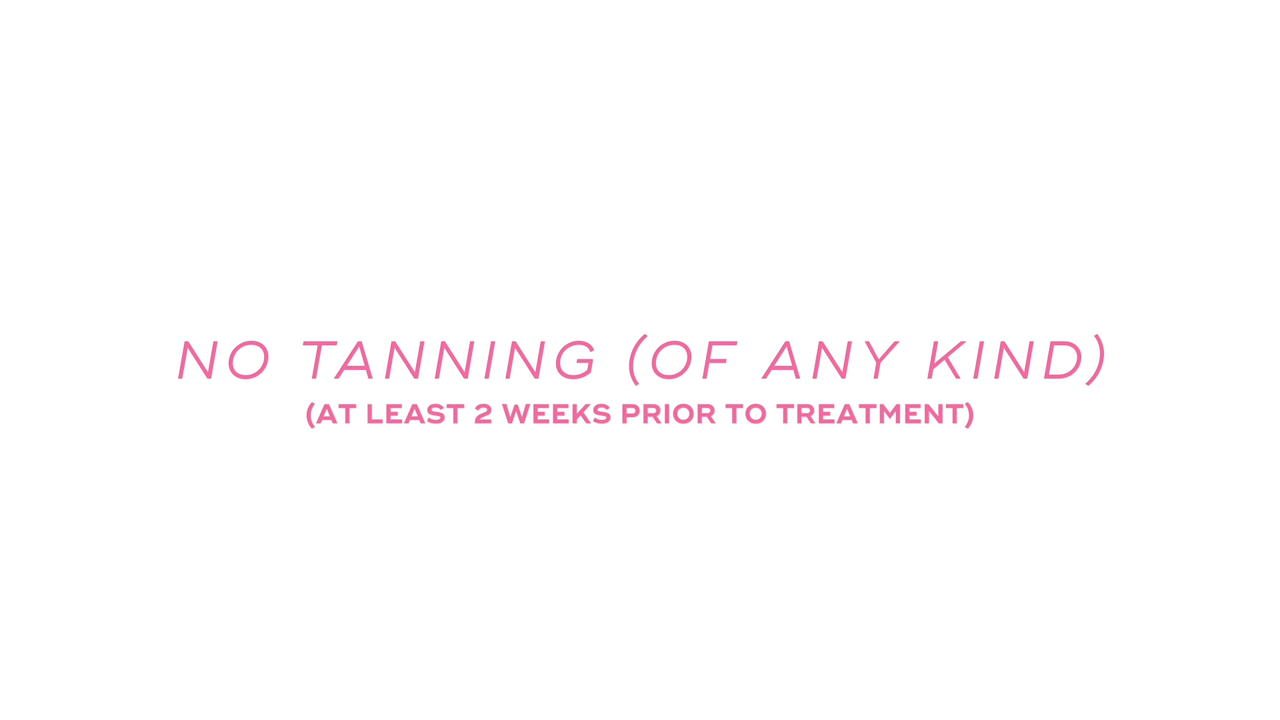 NO TANNING (OF ANY KIND)
(AT LEAST 2 WEEKS PRIOR TO TREATMENT)